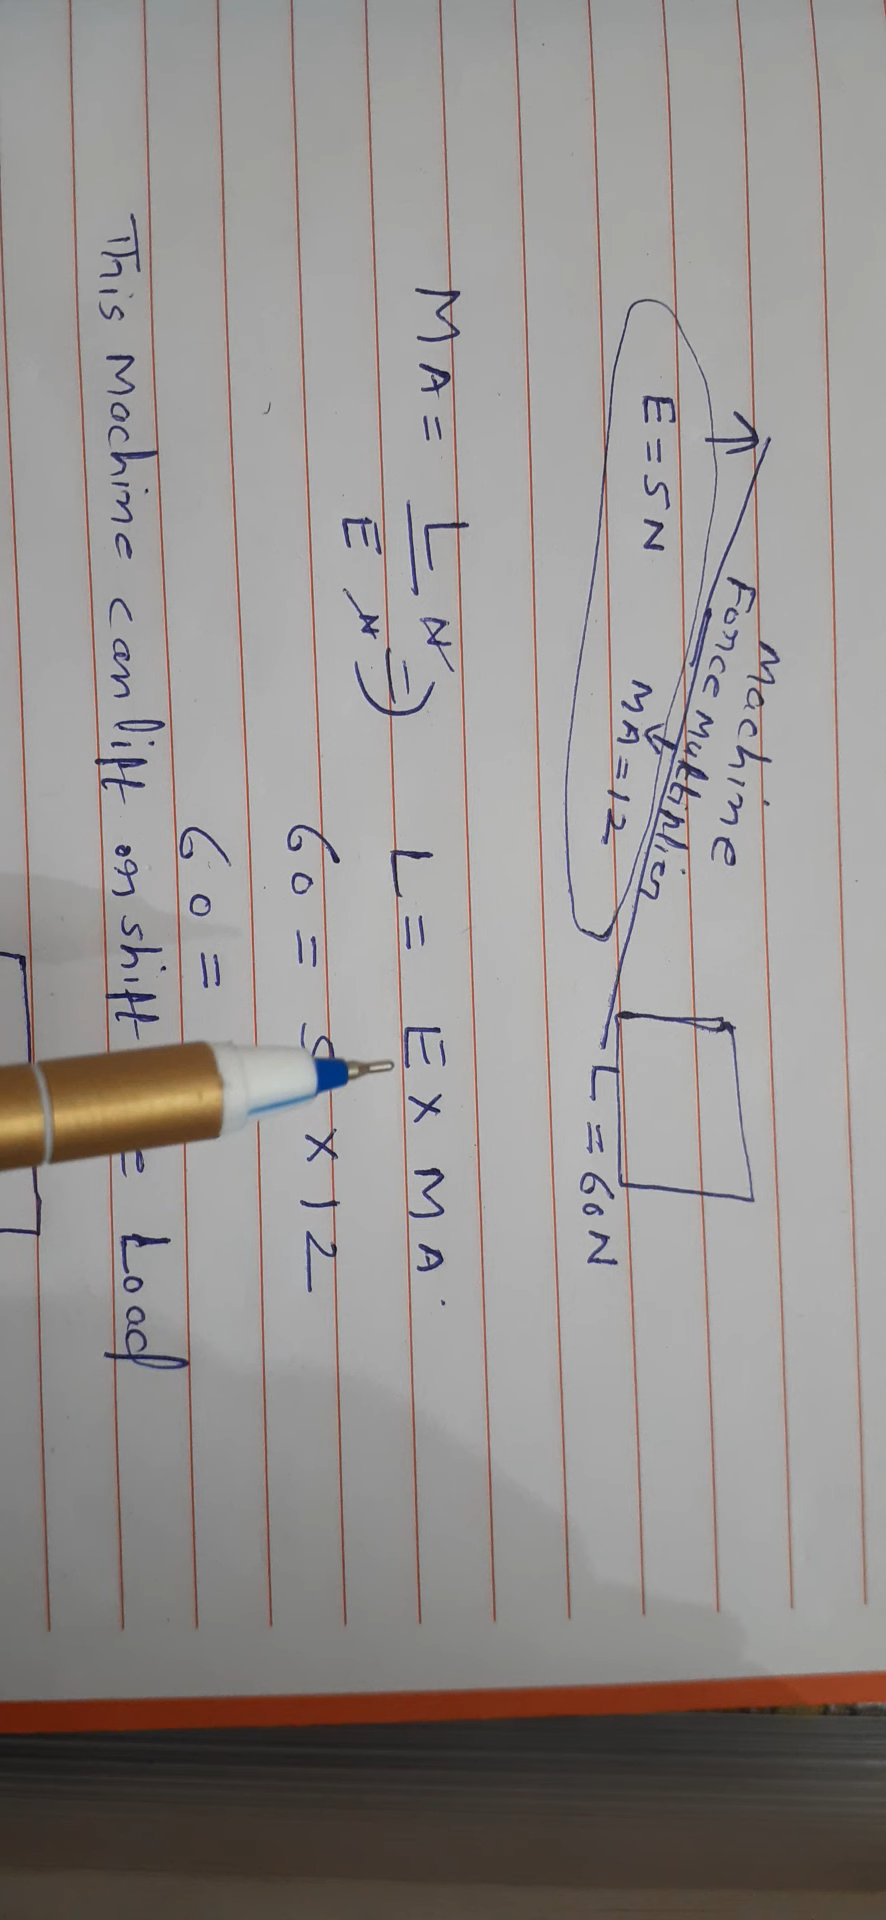 Machine
Force Multiplier
E = 5N
MA = 12
L = 60N
MA = L N / E N ⇒ L = E × MA.
60 = 5 × 12
60 =
This Machine can lift or shift Load